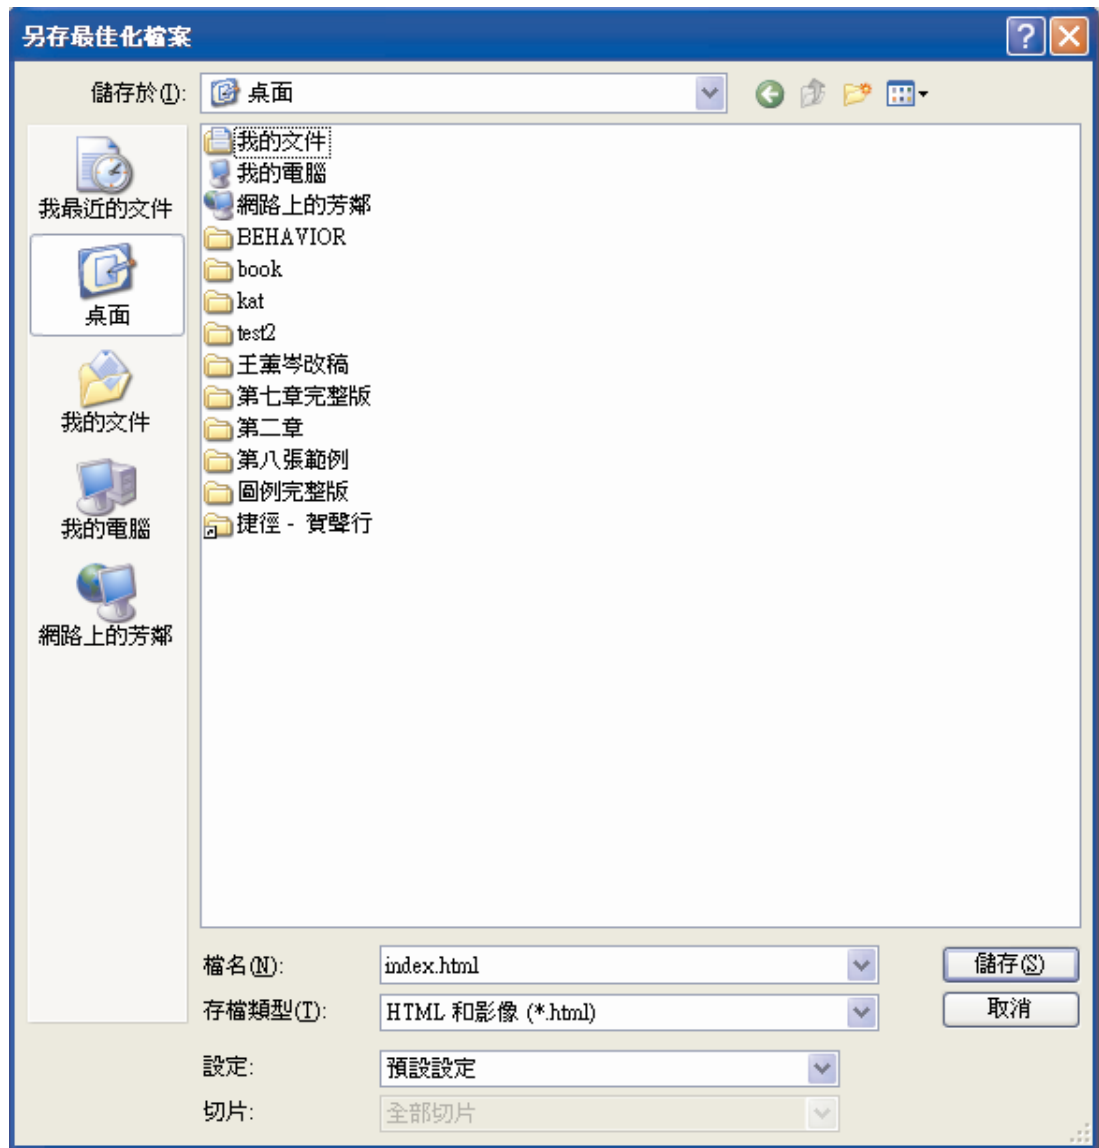 另存最佳化檔案
儲存於(I): 桌面
我最近的文件
桌面
我的文件
我的電腦
網路上的芳鄰
我的文件
我的電腦
網路上的芳鄰
BEHAVIOR
book
kat
test2
王薰岑改稿
第七章完整版
第二章
第八張範例
圖例完整版
捷徑 - 賀聲行
檔名(N): index.html 儲存(S)
存檔類型(T): HTML 和影像 (*.html) 取消
設定: 預設設定
切片: 全部切片